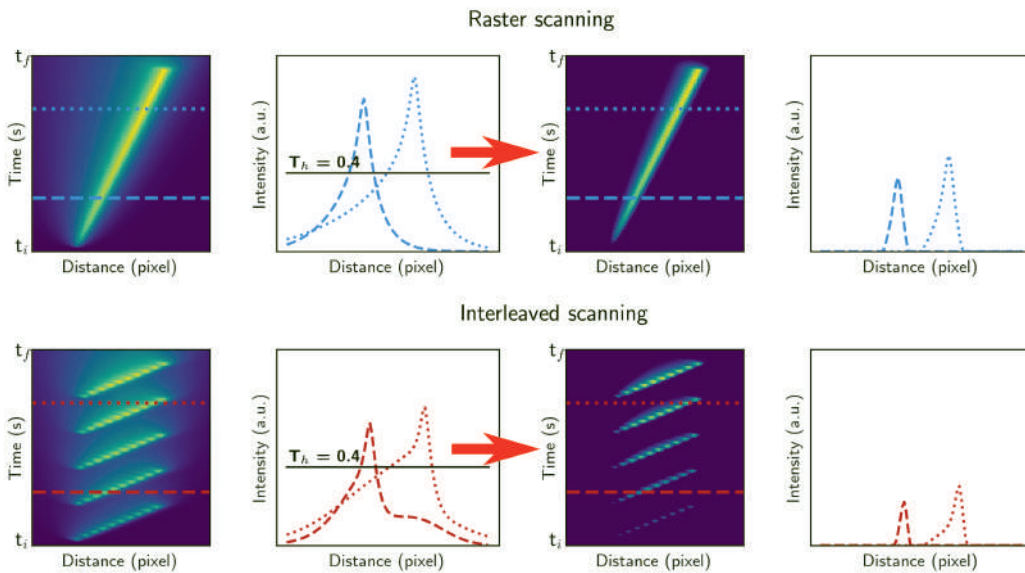 Raster scanning
t_f
Time (s)
t_i
Distance (pixel)
Intensity (a.u.)
T_h = 0.4
Distance (pixel)
t_f
Time (s)
t_i
Distance (pixel)
Intensity (a.u.)
Distance (pixel)
Interleaved scanning
t_f
Time (s)
t_i
Distance (pixel)
Intensity (a.u.)
T_h = 0.4
Distance (pixel)
t_f
Time (s)
t_i
Distance (pixel)
Intensity (a.u.)
Distance (pixel)